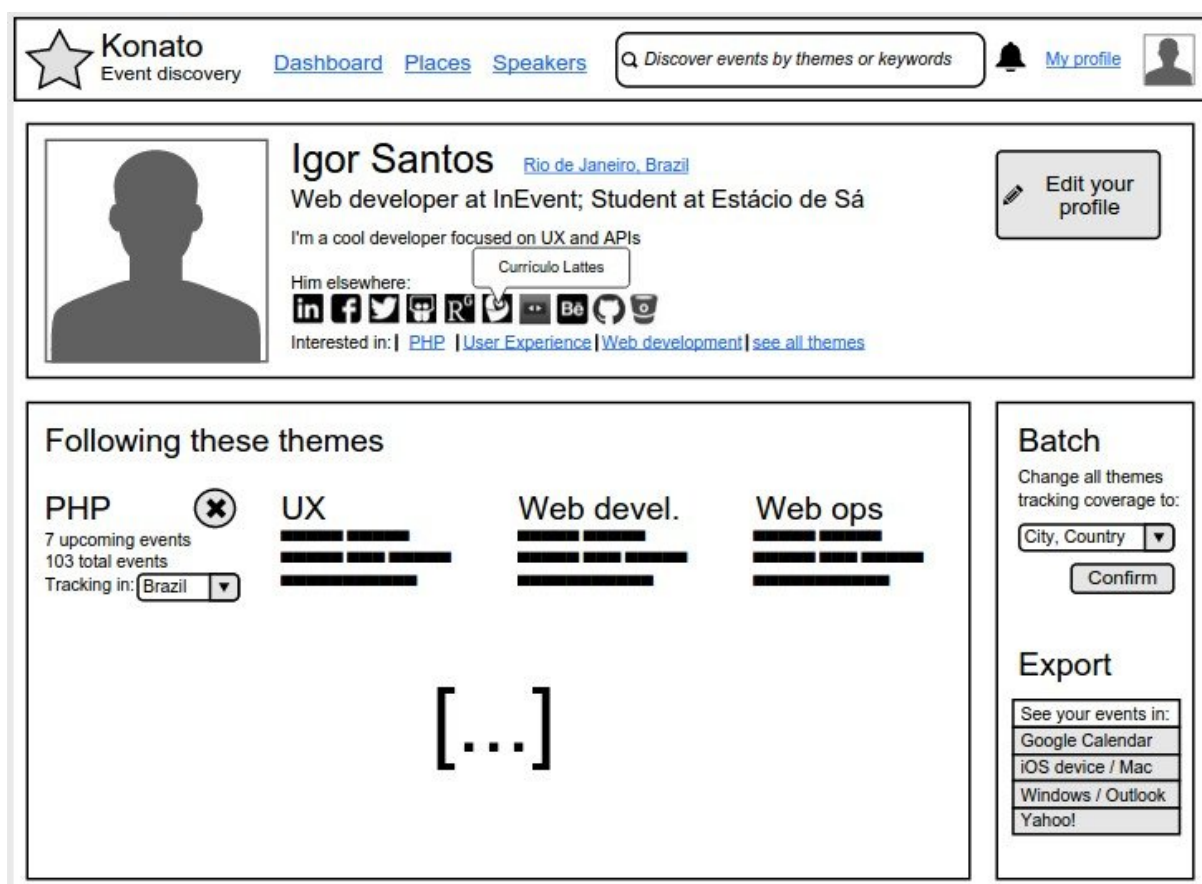 Konato
Event discovery
Dashboard Places Speakers
Discover events by themes or keywords
My profile
Igor Santos Rio de Janeiro, Brazil
Web developer at InEvent; Student at Estácio de Sá
I'm a cool developer focused on UX and APIs
Curriculo Lattes
Him elsewhere:
in f R G Bē
Interested in: | PHP | User Experience | Web development | see all themes
Edit your
profile
Following these themes
PHP
7 upcoming events
103 total events
Tracking in: Brazil
UX
Web devel.
Web ops
[...]
Batch
Change all themes
tracking coverage to:
City, Country
Confirm
Export
See your events in:
Google Calendar
iOS device / Mac
Windows / Outlook
Yahoo!